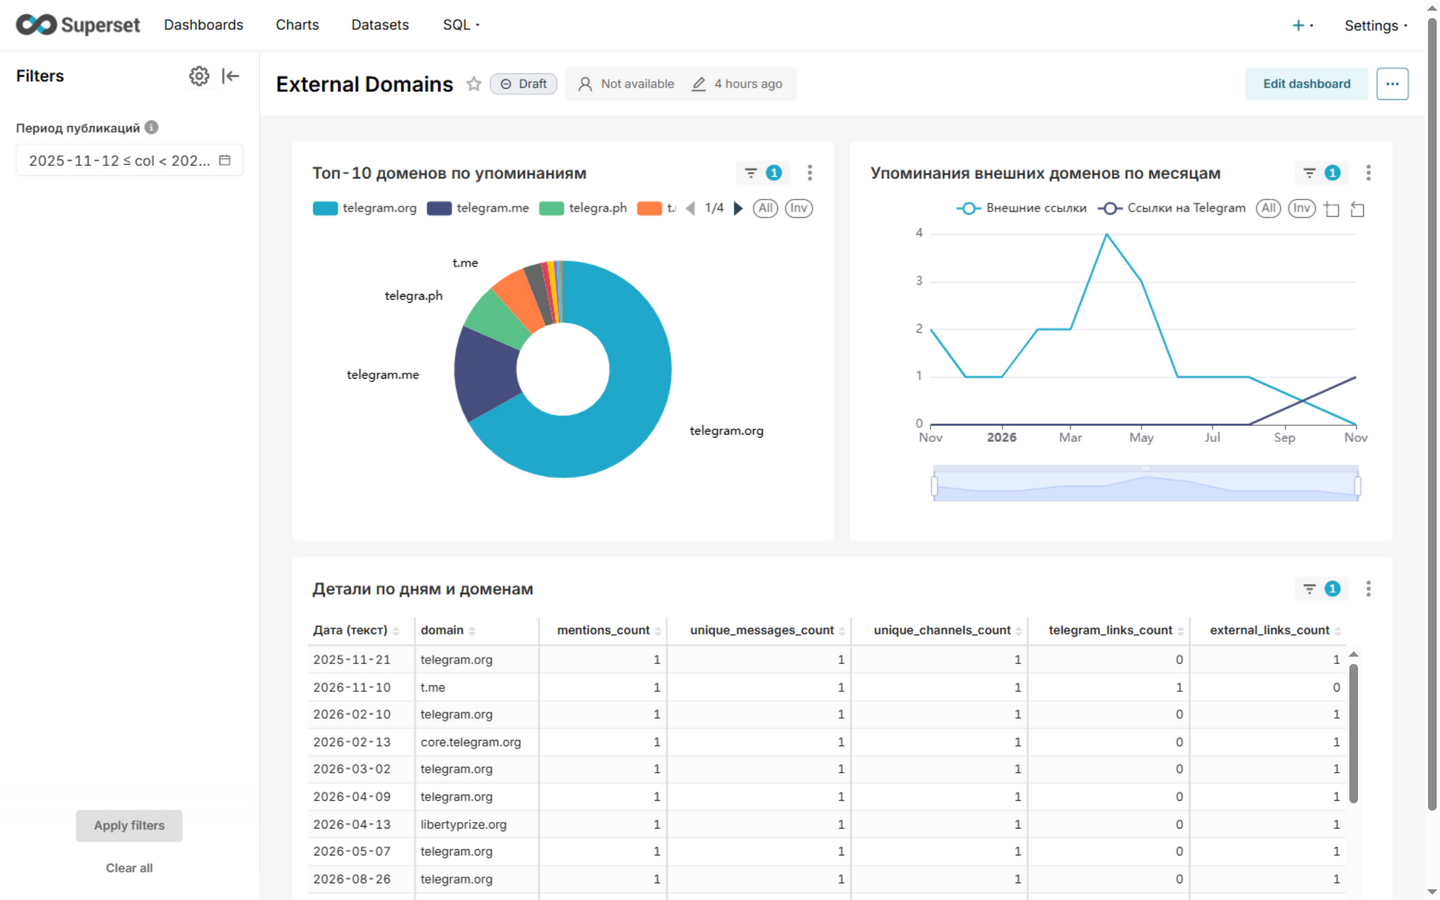 Superset Dashboards Charts Datasets SQL Settings
Filters
Период публикаций
2025-11-12 ≤ col < 202...
Apply filters
Clear all
External Domains Draft Not available 4 hours ago Edit dashboard
Топ-10 доменов по упоминаниям 1
telegram.org telegram.me telegra.ph t. 1/4 All Inv
t.me
telegra.ph
telegram.me
telegram.org
Упоминания внешних доменов по месяцам 1
Внешние ссылки Ссылки на Telegram All Inv
4
3
2
1
0
Nov 2026 Mar May Jul Sep Nov
Детали по дням и доменам 1
Дата (текст) domain mentions_count unique_messages_count unique_channels_count telegram_links_count external_links_count
2025-11-21 telegram.org 1 1 1 0 1
2026-11-10 t.me 1 1 1 1 0
2026-02-10 telegram.org 1 1 1 0 1
2026-02-13 core.telegram.org 1 1 1 0 1
2026-03-02 telegram.org 1 1 1 0 1
2026-04-09 telegram.org 1 1 1 0 1
2026-04-13 libertyprize.org 1 1 1 0 1
2026-05-07 telegram.org 1 1 1 0 1
2026-08-26 telegram.org 1 1 1 0 1